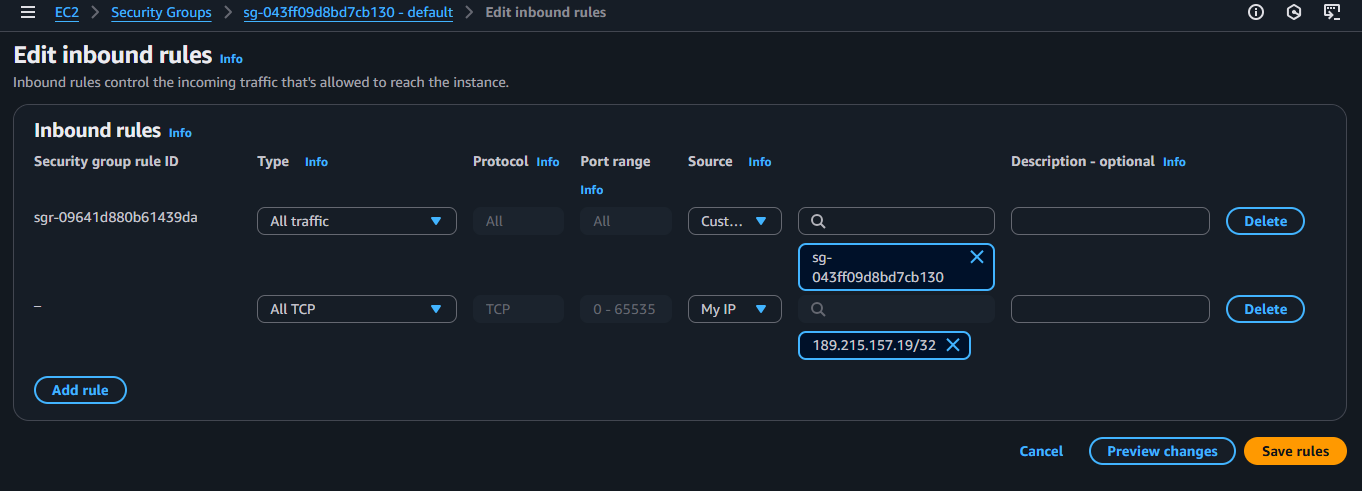 EC2 > Security Groups > sg-043ff09d8bd7cb130 - default > Edit inbound rules
Edit inbound rules Info
Inbound rules control the incoming traffic that's allowed to reach the instance.
Inbound rules Info
Security group rule ID Type Info Protocol Info Port range Info Source Info Description - optional Info
sgr-09641d880b61439da All traffic All All Cust... Delete
sg-
043ff09d8bd7cb130
– All TCP TCP 0 - 65535 My IP Delete
189.215.157.19/32
Add rule
Cancel Preview changes Save rules